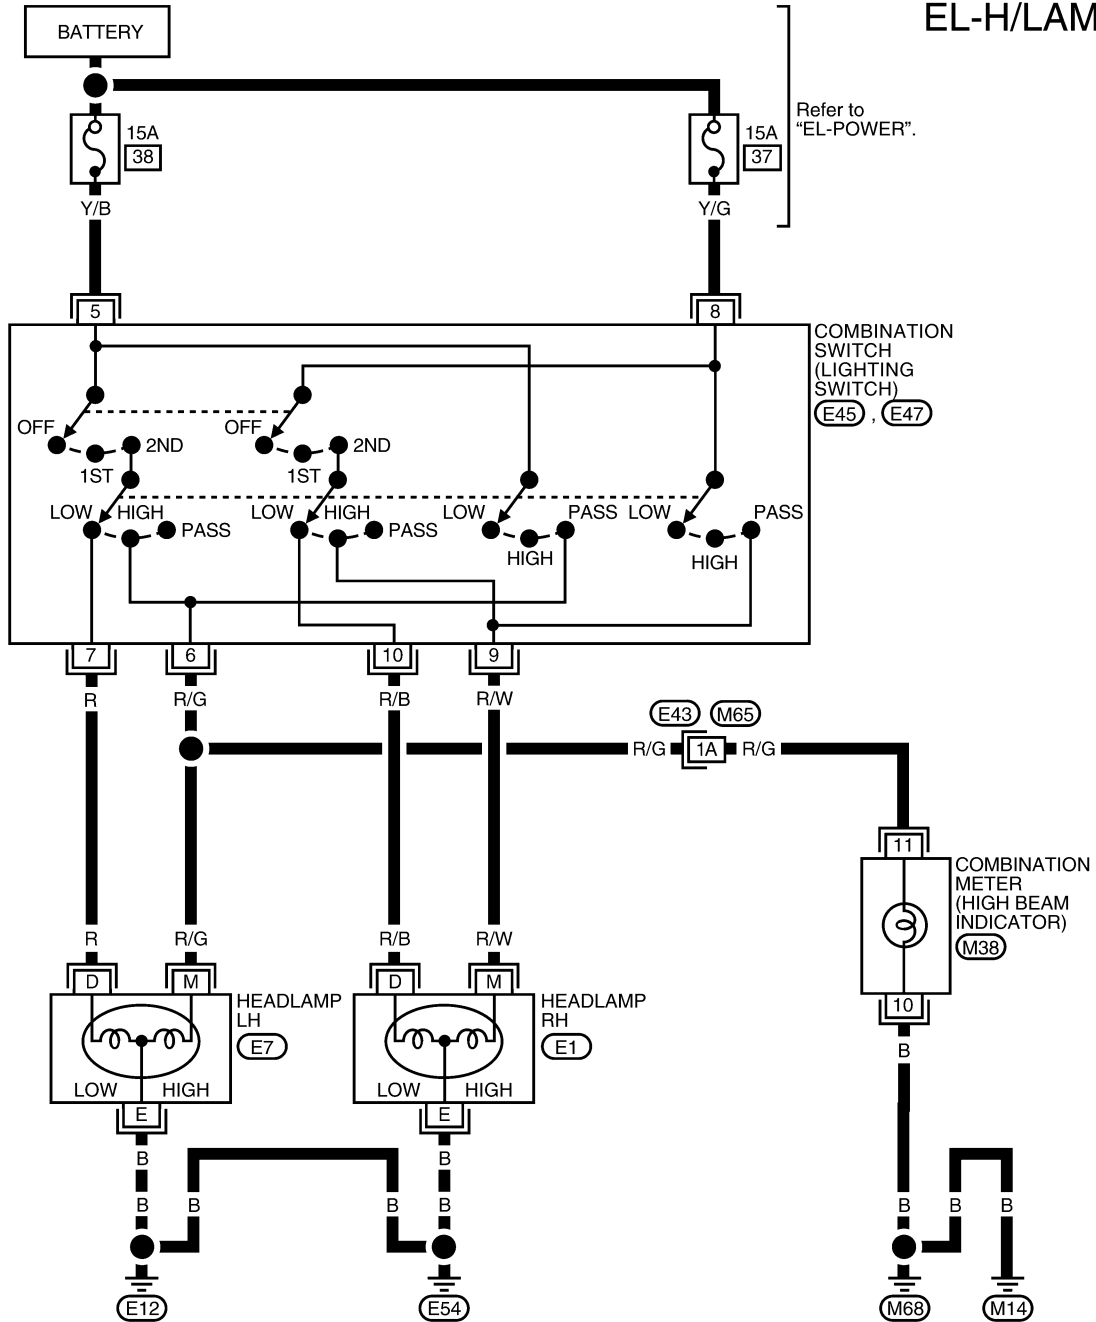 EL-H/LAM
BATTERY
Refer to
“EL-POWER”.
15A
38
15A
37
Y/B
Y/G
5
8
COMBINATION
SWITCH
(LIGHTING
SWITCH)
E45 , E47
OFF
1ST
2ND
OFF
1ST
2ND
LOW
HIGH
PASS
LOW
HIGH
PASS
LOW
HIGH
PASS
LOW
HIGH
PASS
7
6
10
9
R
R/G
R/B
R/W
E43
M65
R/G
1A
R/G
11
COMBINATION
METER
(HIGH BEAM
INDICATOR)
M38
10
R
R/G
R/B
R/W
D
M
D
M
HEADLAMP
LH
E7
HEADLAMP
RH
E1
LOW
HIGH
LOW
HIGH
E
E
B
B
B
B
B
B
B
B
B
B
B
E12
E54
M68
M14